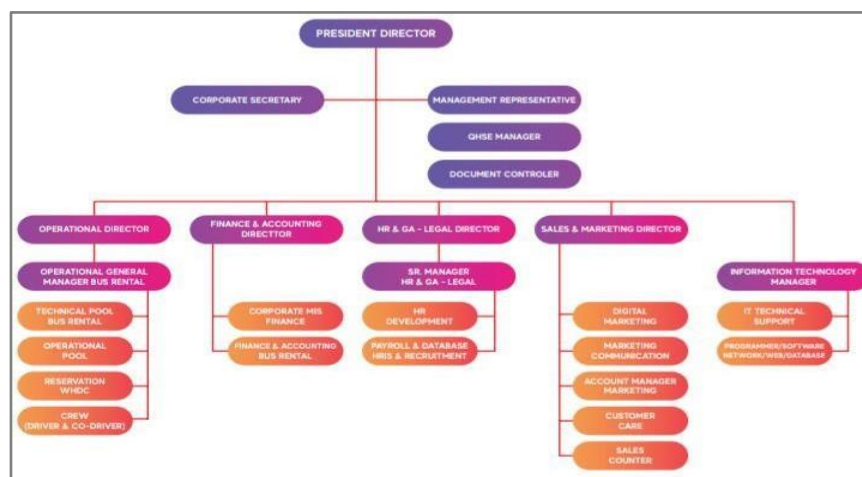 PRESIDENT DIRECTOR
CORPORATE SECRETARY
MANAGEMENT REPRESENTATIVE
QHSE MANAGER
DOCUMENT CONTROLER
OPERATIONAL DIRECTOR
FINANCE & ACCOUNTING
DIRECTTOR
HR & GA - LEGAL DIRECTOR
SALES & MARKETING DIRECTOR
OPERATIONAL GENERAL
MANAGER BUS RENTAL
SR. MANAGER
HR & GA - LEGAL
INFORMATION TECHNOLOGY
MANAGER
TECHNICAL POOL
BUS RENTAL
OPERATIONAL
POOL
RESERVATION
WHDC
CREW
(DRIVER & CO-DRIVER)
CORPORATE MIS
FINANCE
FINANCE & ACCOUNTING
BUS RENTAL
HR
DEVELOPMENT
PAYROLL & DATABASE
HRIS & RECRUITMENT
DIGITAL
MARKETING
MARKETING
COMMUNICATION
ACCOUNT MANAGER
MARKETING
CUSTOMER
CARE
SALES
COUNTER
IT TECHNICAL
SUPPORT
PROGRAMMER/SOFTWARE
NETWORK/WEB/DATABASE